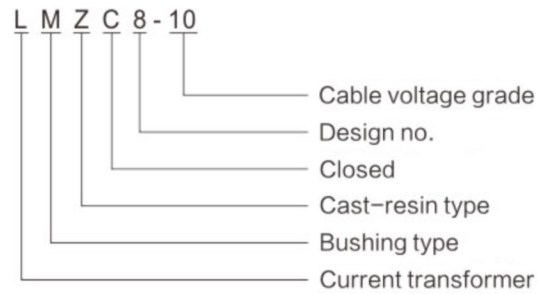 L M Z C 8 - 10
Cable voltage grade
Design no.
Closed
Cast-resin type
Bushing type
Current transformer